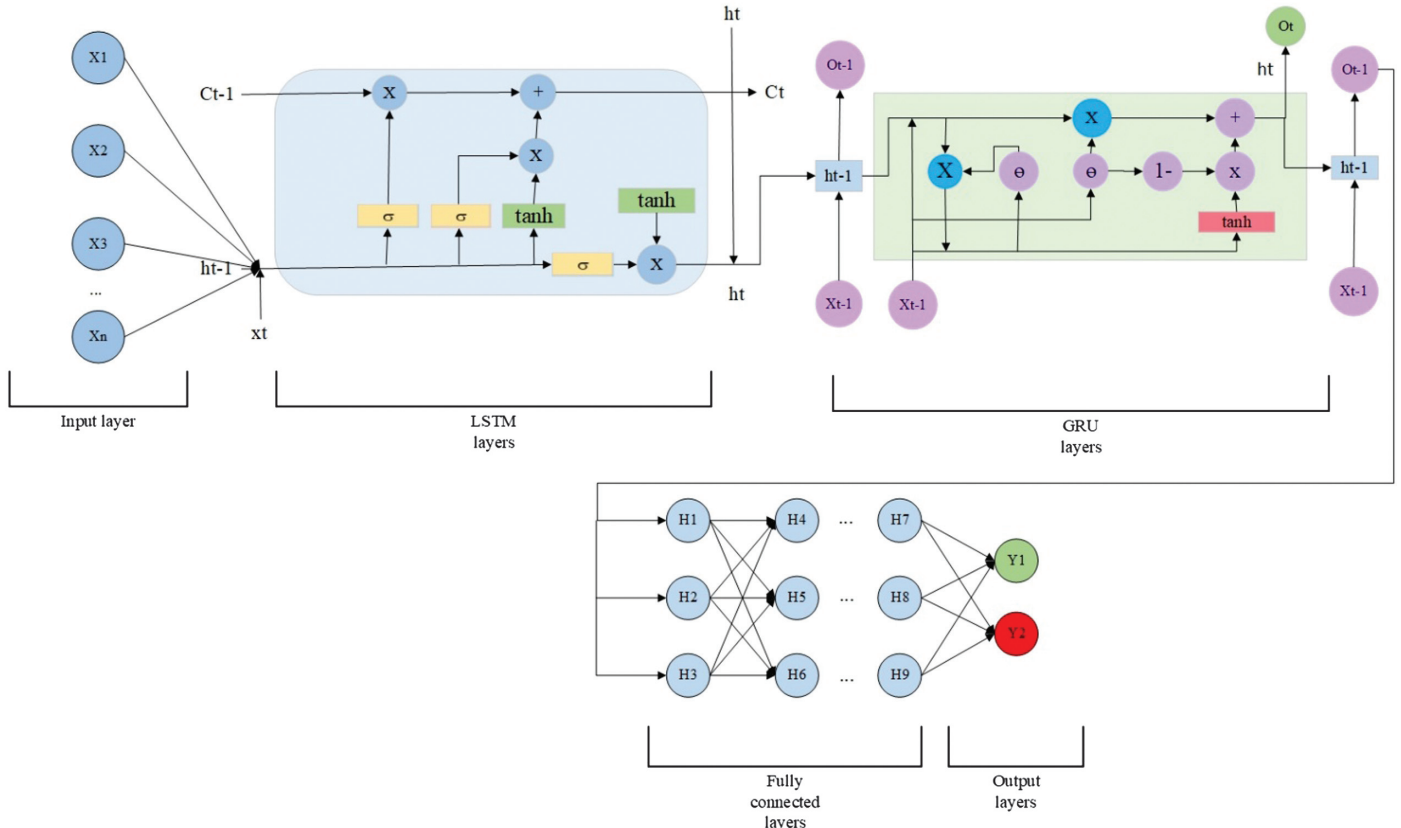 X1
X2
X3
...
Xn
ht-1
xt
Input layer
Ct-1
X
+
Ct
X
σ
σ
tanh
tanh
σ
X
ht
ht
LSTM
layers
Ot-1
ht-1
Xt-1
Xt-1
X
X
+
ɵ
ɵ
1-
X
tanh
ht
Ot
Ot-1
ht-1
Xt-1
GRU
layers
H1
H4
...
H7
H2
H5
...
H8
H3
H6
...
H9
Y1
Y2
Fully
connected
layers
Output
layers